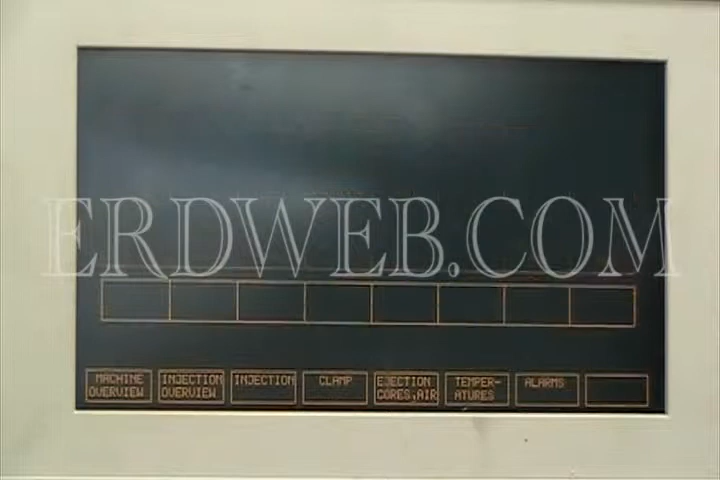 ERDWEB.COM
MACHINE OVERVIEW
INJECTION OVERVIEW
INJECTION
CLAMP
EJECTION CORES,AIR
TEMPER-ATURES
ALARMS